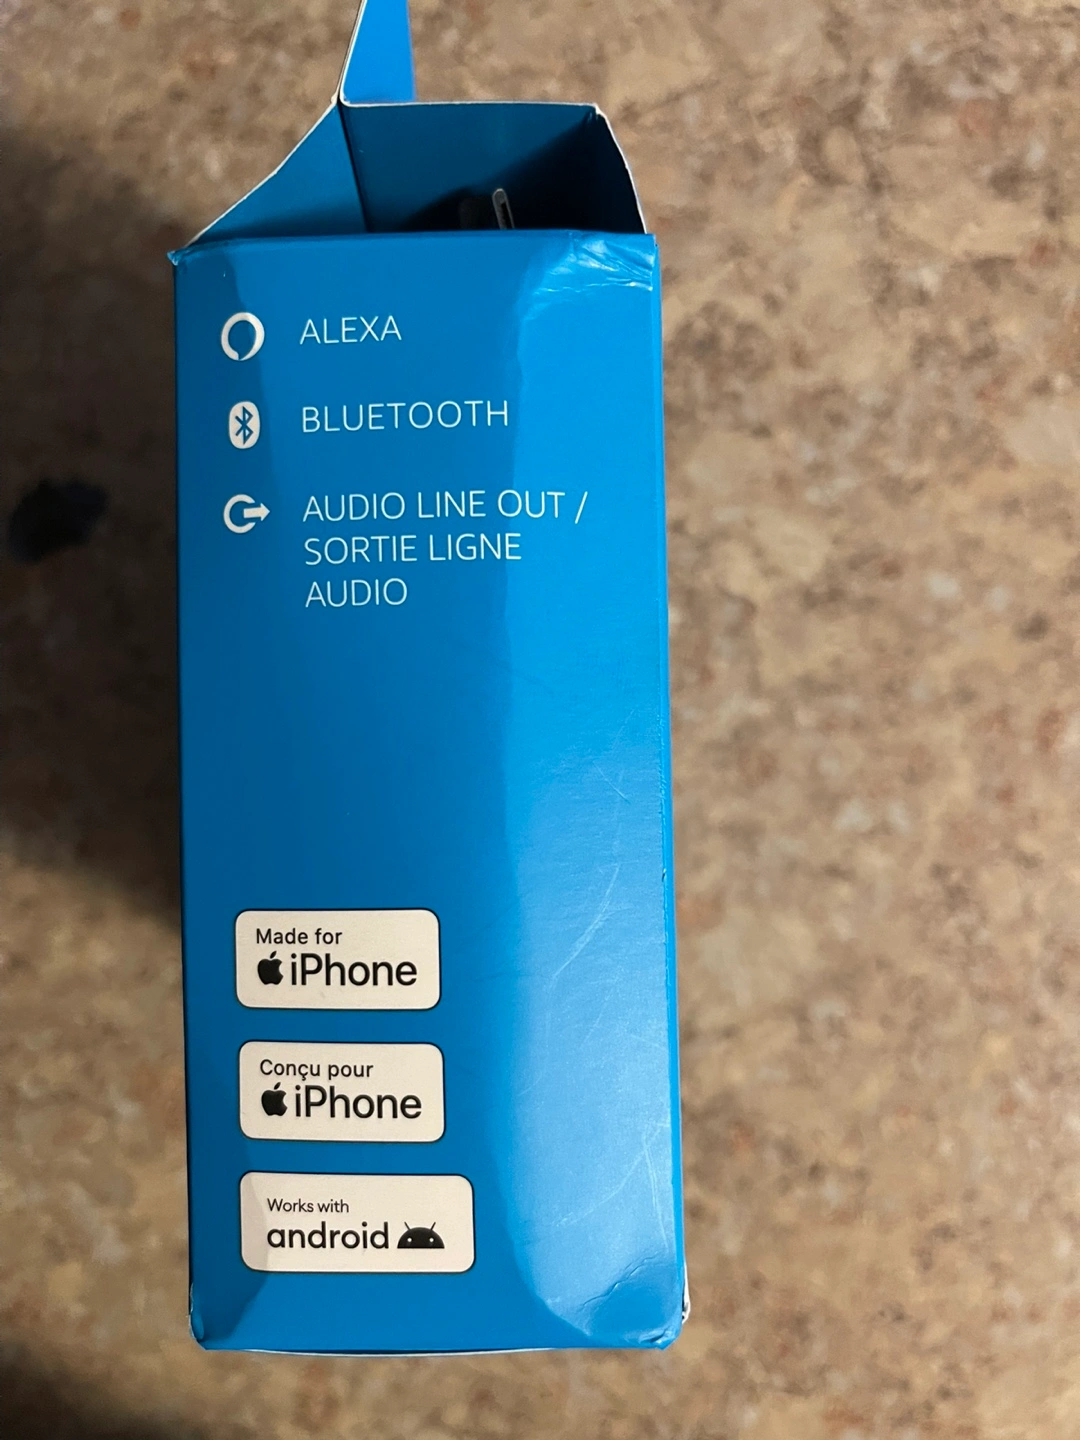 ALEXA
BLUETOOTH
AUDIO LINE OUT /
SORTIE LIGNE
AUDIO
Made for
iPhone
Conçu pour
iPhone
Works with
android